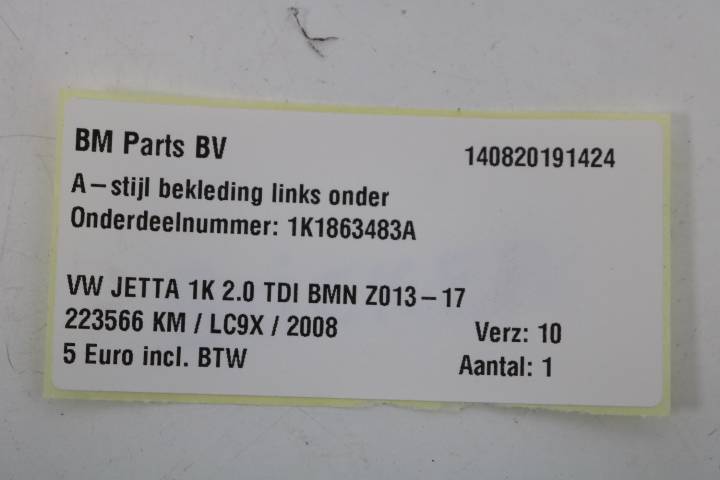 BM Parts BV 140820191424
A-stijl bekleding links onder
Onderdeelnummer: 1K1863483A
VW JETTA 1K 2.0 TDI BMN Z013-17
223566 KM / LC9X / 2008 Verz: 10
5 Euro incl. BTW Aantal: 1